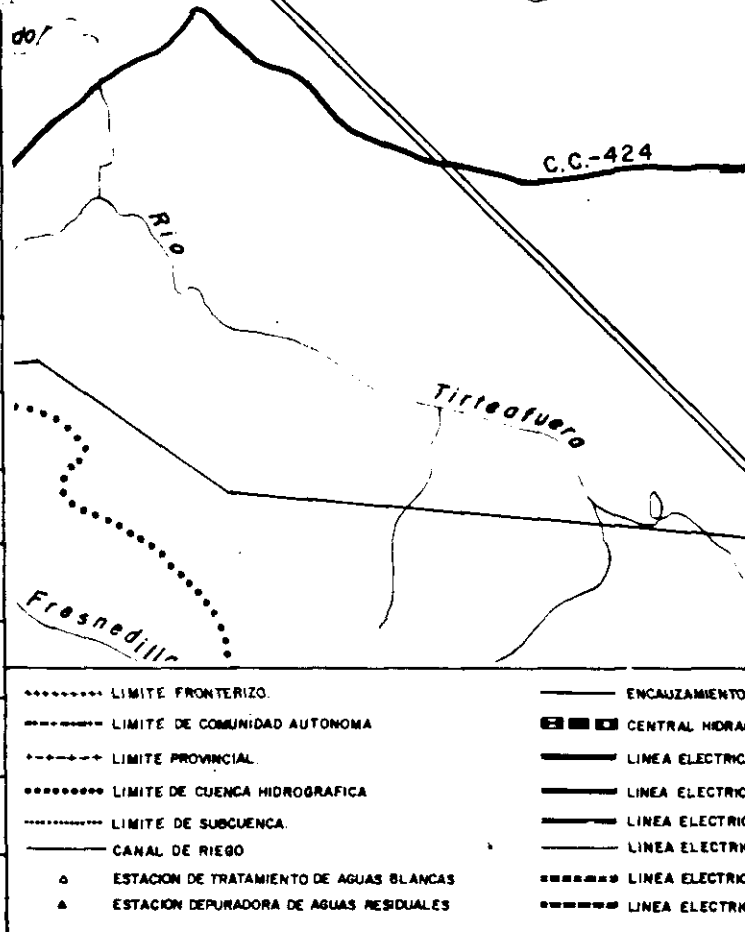 do
C.C.-424
Rio
Tirteafuera
LIMITE FRONTERIZO.
LIMITE DE COMUNIDAD AUTONOMA
LIMITE PROVINCIAL.
LIMITE DE CUENCA HIDROGRAFICA
LIMITE DE SUBCUENCA.
CANAL DE RIEGO
ESTACION DE TRATAMIENTO DE AGUAS BLANCAS
ESTACION DEPURADORA DE AGUAS RESIDUALES
ENCAUZAMIENTO
CENTRAL HIDRA
LINEA ELECTRIC
LINEA ELECTRIC
LINEA ELECTRIC
LINEA ELECTRI
LINEA ELECTRIC
LINEA ELECTRI